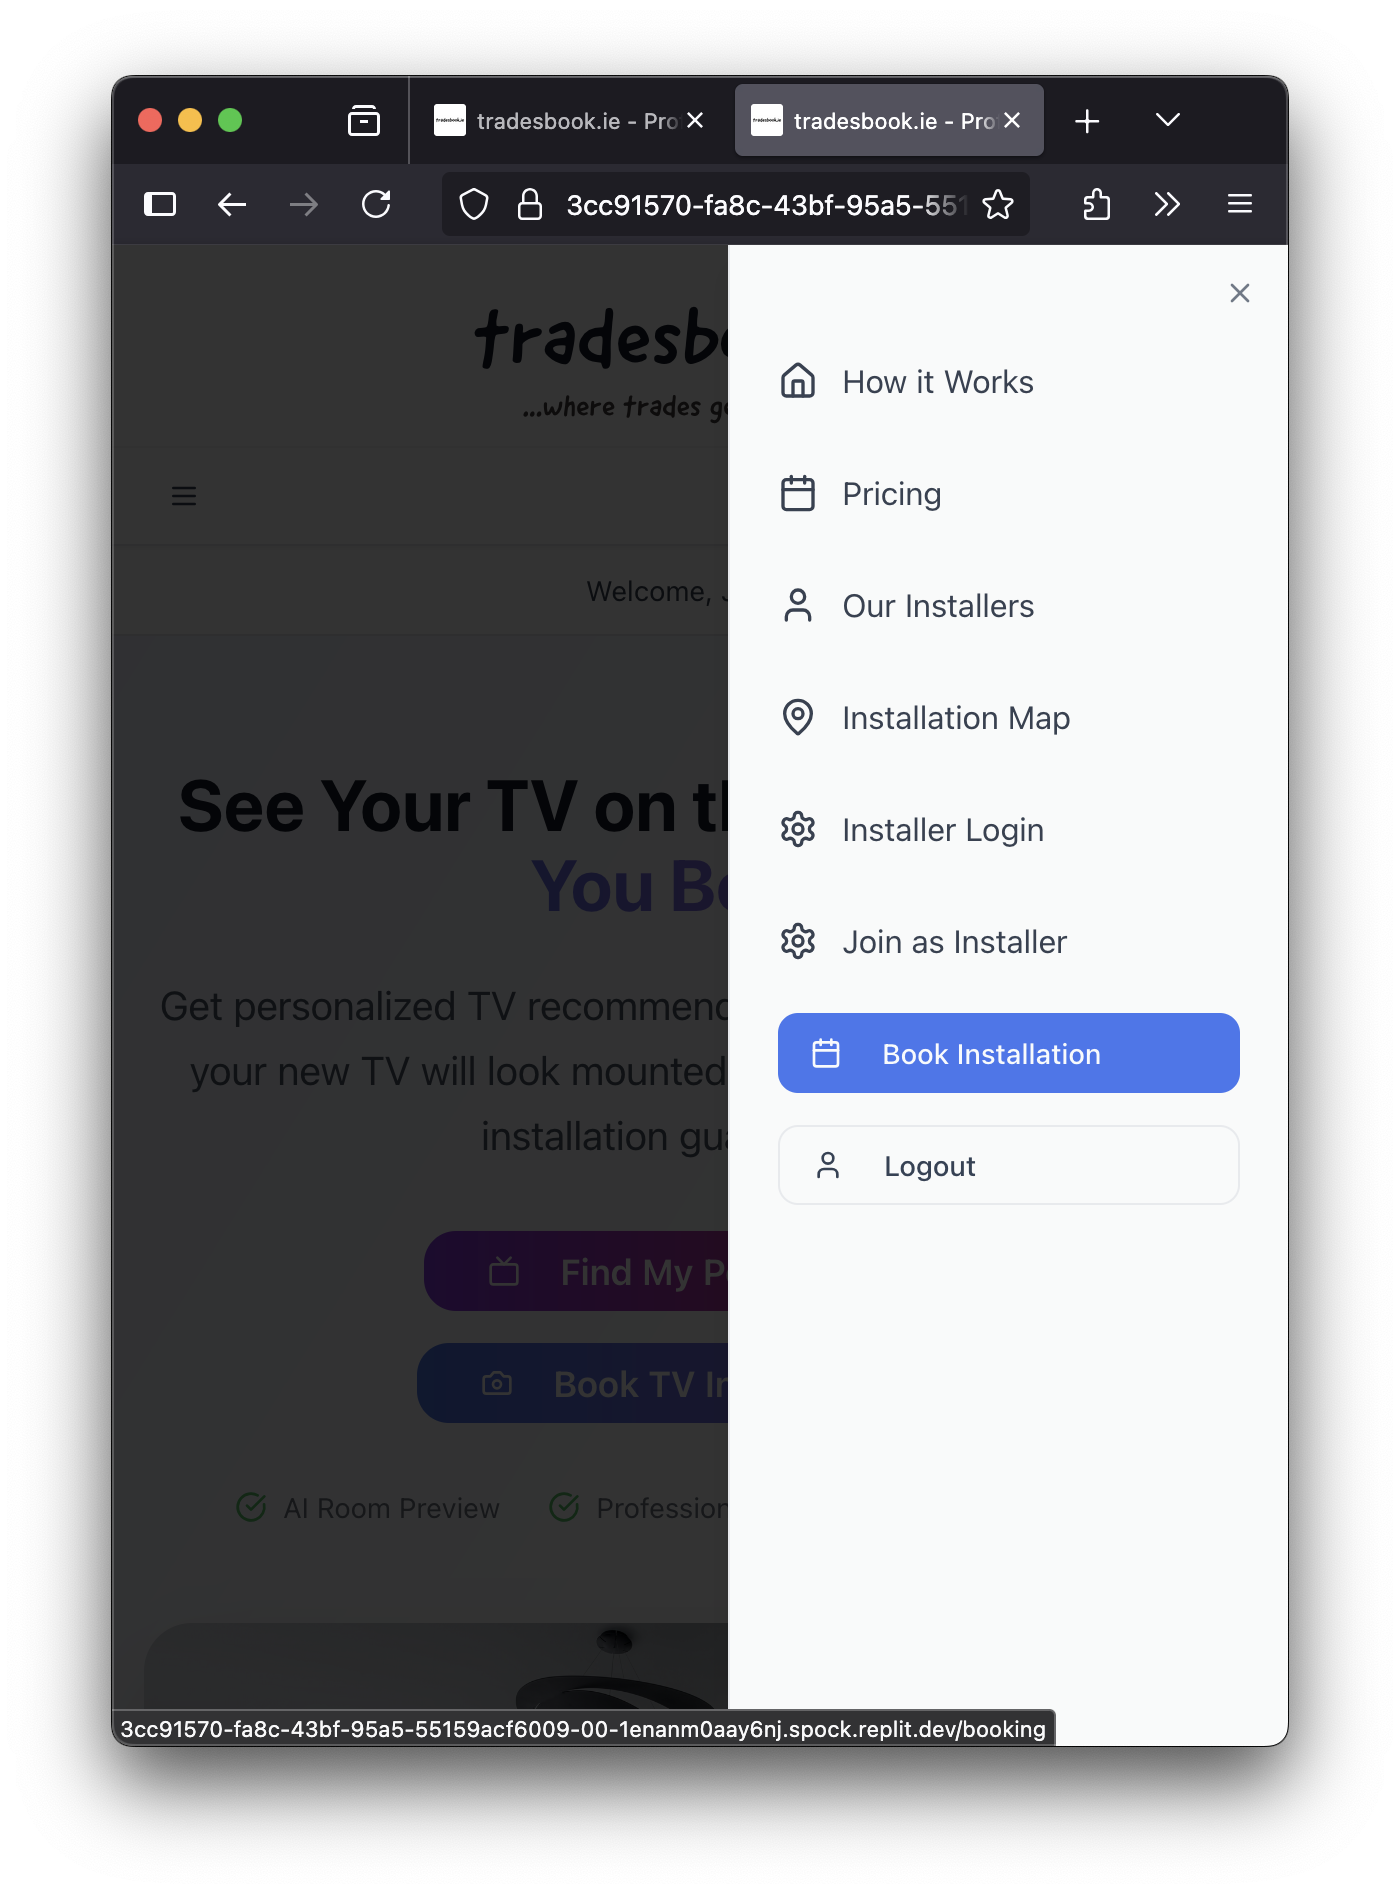 tradesbook.ie - Pro
tradesbook.ie - Pro
3cc91570-fa8c-43bf-95a5-551
tradesbo
...where trades g
Welcome,
See Your TV on t
You B
Get personalized TV recommen
your new TV will look mounted
installation gu
Find My P
Book TV I
AI Room Preview
Profession
How it Works
Pricing
Our Installers
Installation Map
Installer Login
Join as Installer
Book Installation
Logout
3cc91570-fa8c-43bf-95a5-55159acf6009-00-1enanm0aay6nj.spock.replit.dev/booking